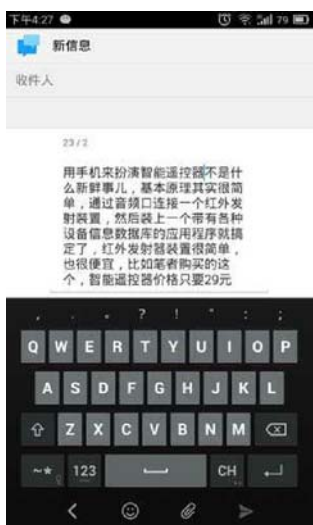 下午4:27 79
新信息
收件人
23/2
用手机来扮演智能遥控器不是什
么新鲜事儿，基本原理其实很简
单，通过音频口连接一个红外发
射装置，然后装上一个带有各种
设备信息数据库的应用程序就搞
定了，红外发射器装置很简单，
也很便宜，比如笔者购买的这
个，智能遥控器价格只要29元
, . ? ! " : ;
Q W E R T Y U I O P
A S D F G H J K L
Z X C V B N M
~* 123 CH